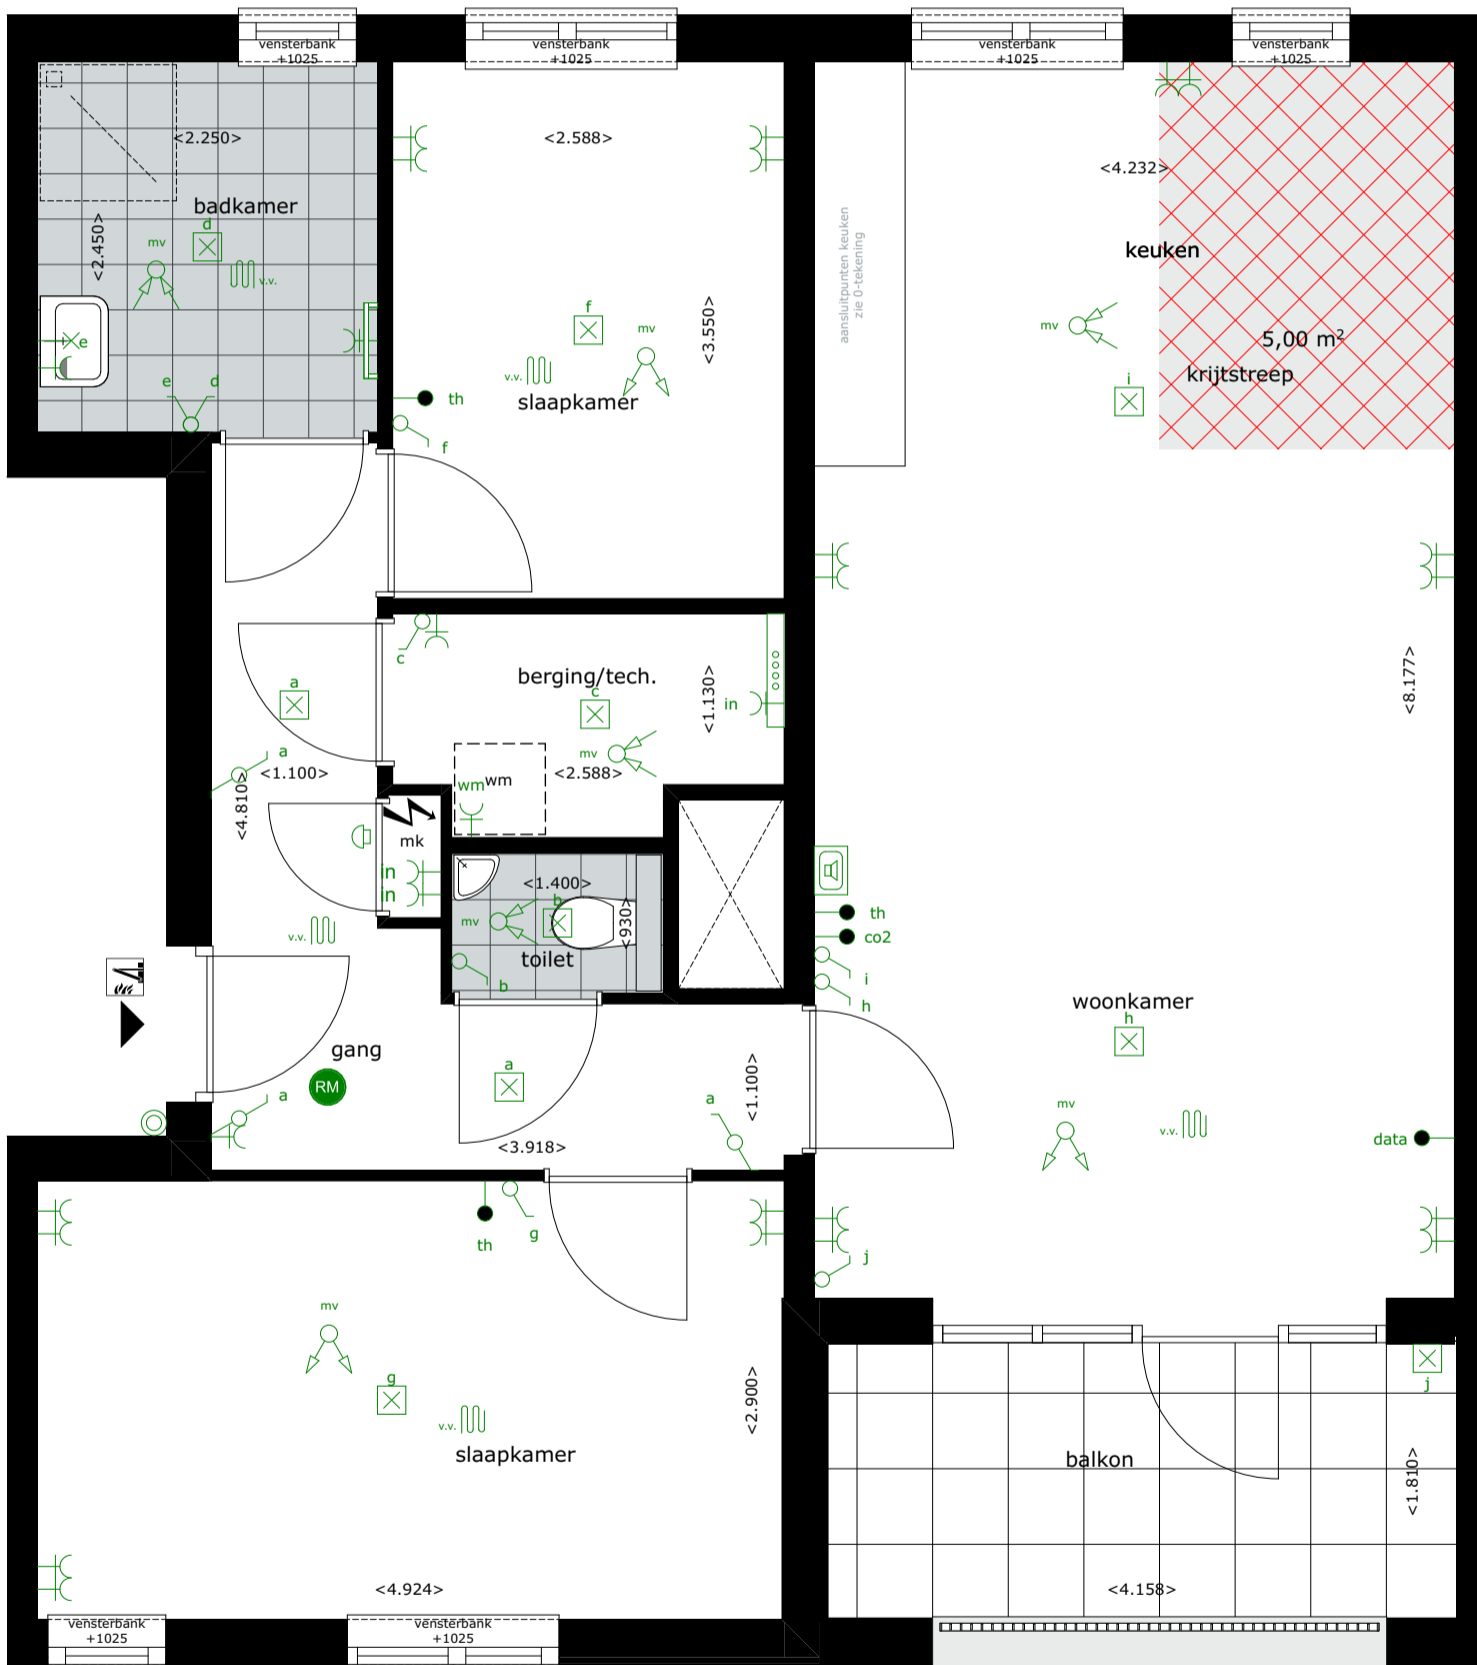 vensterbank
+1025
vensterbank
+1025
vensterbank
+1025
vensterbank
+1025
<2.250>
<2.588>
<4.232>
badkamer
d
mv
v.v.
<2.450>
e
e
d
f
mv
<3.550>
v.v.
slaapkamer
th
f
aansluitpunten keuken
zie 0-tekening
keuken
mv
5,00 m²
krijtstreep
i
c
berging/tech.
c
<1.130>
in
mv
<2.588>
wm
wm
a
a
<1.100>
<4.810>
mk
in
in
<1.400>
b
mv
<930>
toilet
b
v.v.
<8.177>
th
co2
i
h
woonkamer
h
mv
v.v.
data
j
gang
RM
a
a
a
<1.100>
<3.918>
th
g
mv
g
v.v.
slaapkamer
<2.900>
<4.924>
j
balkon
<1.810>
<4.158>
vensterbank
+1025
vensterbank
+1025